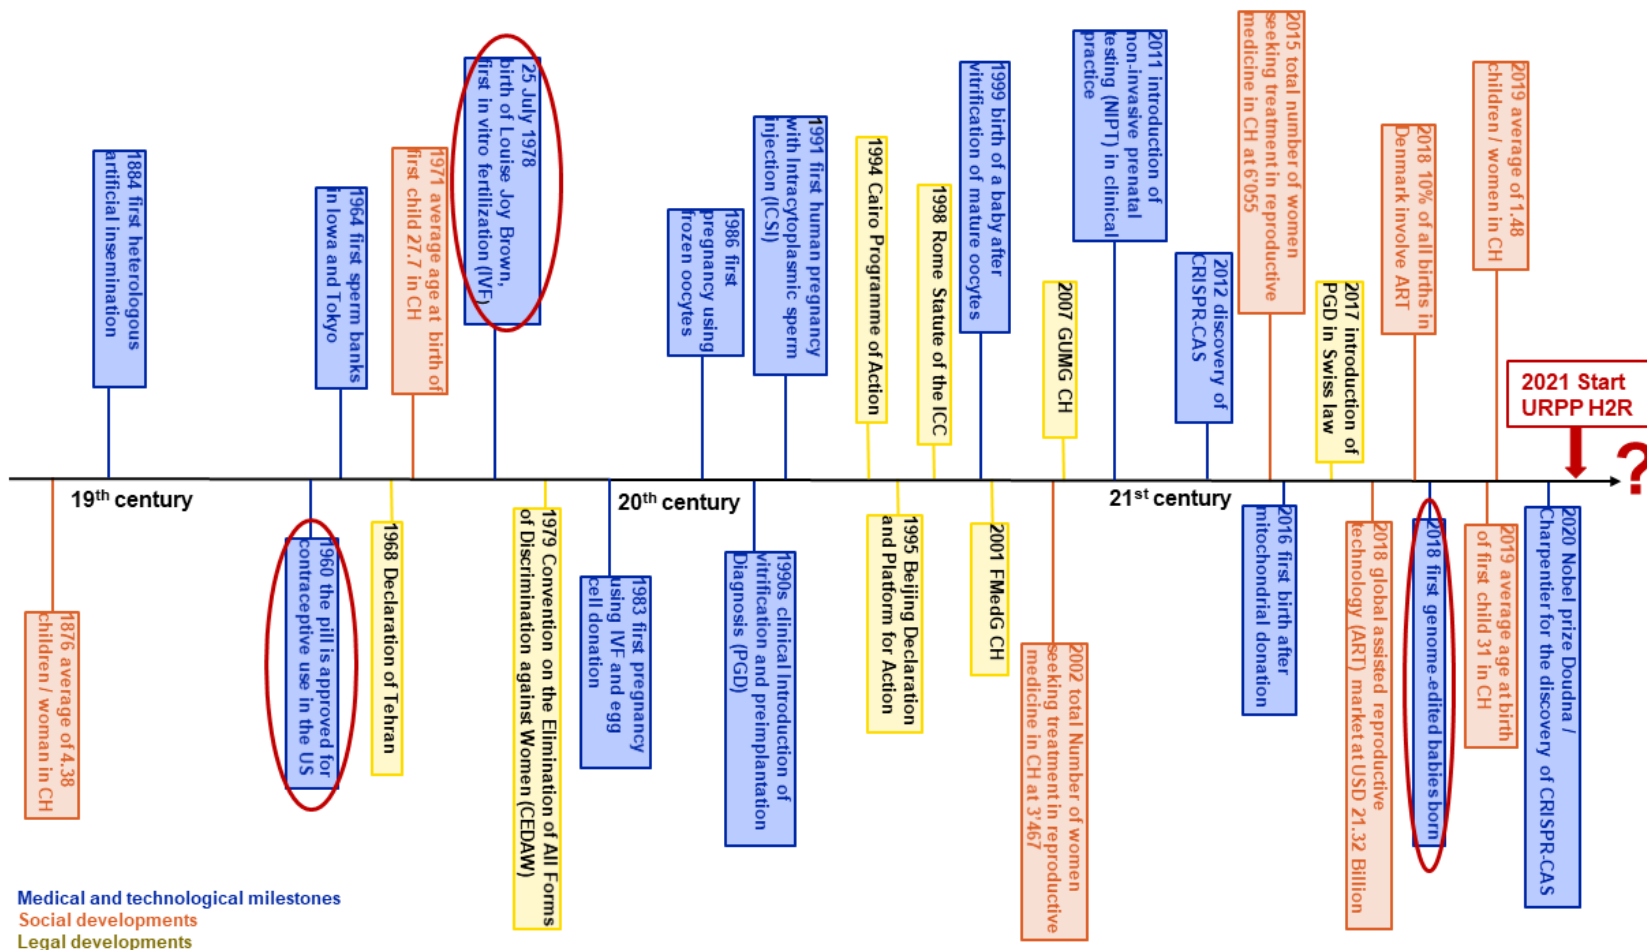 1884 first heterologous
artificial insemination
1964 first sperm banks
in Iowa and Tokyo
1971 average age at birth of
first child 27.7 in CH
25 July 1978
birth of Louise Joy Brown,
first in vitro fertilization (IVF)
1986 first
pregnancy using
frozen oocytes
1991 first human pregnancy
with Intracytoplasmic sperm
injection (ICSI)
1994 Cairo Programme of Action
1998 Rome Statute of the ICC
1999 birth of a baby after
vitrification of mature oocytes
2007 GUMG CH
2011 introduction of
non-invasive prenatal
testing (NIPT) in clinical
practice
2012 discovery of
CRISPR-CAS
2015 total number of women
seeking treatment in reproductive
medicine in CH at 6'055
2017 introduction of
PGD in Swiss law
2018 10% of all births in
Denmark involve ART
2019 average of 1.48
children / women in CH
2021 Start
URPP H2R
?
19th century
20th century
21st century
1876 average of 4.38
children / woman in CH
1960 the pill is approved for
contraceptive use in the US
1968 Declaration of Tehran
1979 Convention on the Elimination of All Forms
of Discrimination against Women (CEDAW)
1983 first pregnancy
using IVF and egg
cell donation
1990s clinical Introduction of
vitrification and preimplantation
Diagnosis (PGD)
1995 Beijing Declaration
and Platform for Action
2001 FMedG CH
2002 total Number of women
seeking treatment in reproductive
medicine in CH at 3'467
2016 first birth after
mitochondrial donation
2018 global assisted reproductive
technology (ART) market at USD 21.32 Billion
2018 first genome-edited babies born
2019 average age at birth
of first child 31 in CH
2020 Nobel prize Doudna /
Charpentier for the discovery of CRISPR-CAS
Medical and technological milestones
Social developments
Legal developments